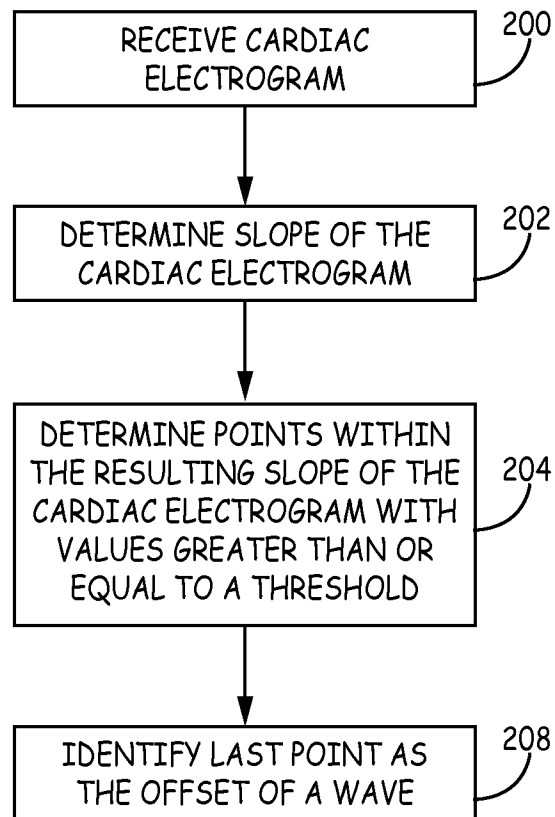 RECEIVE CARDIAC
ELECTROGRAM
200
DETERMINE SLOPE OF THE
CARDIAC ELECTROGRAM
202
DETERMINE POINTS WITHIN
THE RESULTING SLOPE OF THE
CARDIAC ELECTROGRAM WITH
VALUES GREATER THAN OR
EQUAL TO A THRESHOLD
204
IDENTIFY LAST POINT AS
THE OFFSET OF A WAVE
208